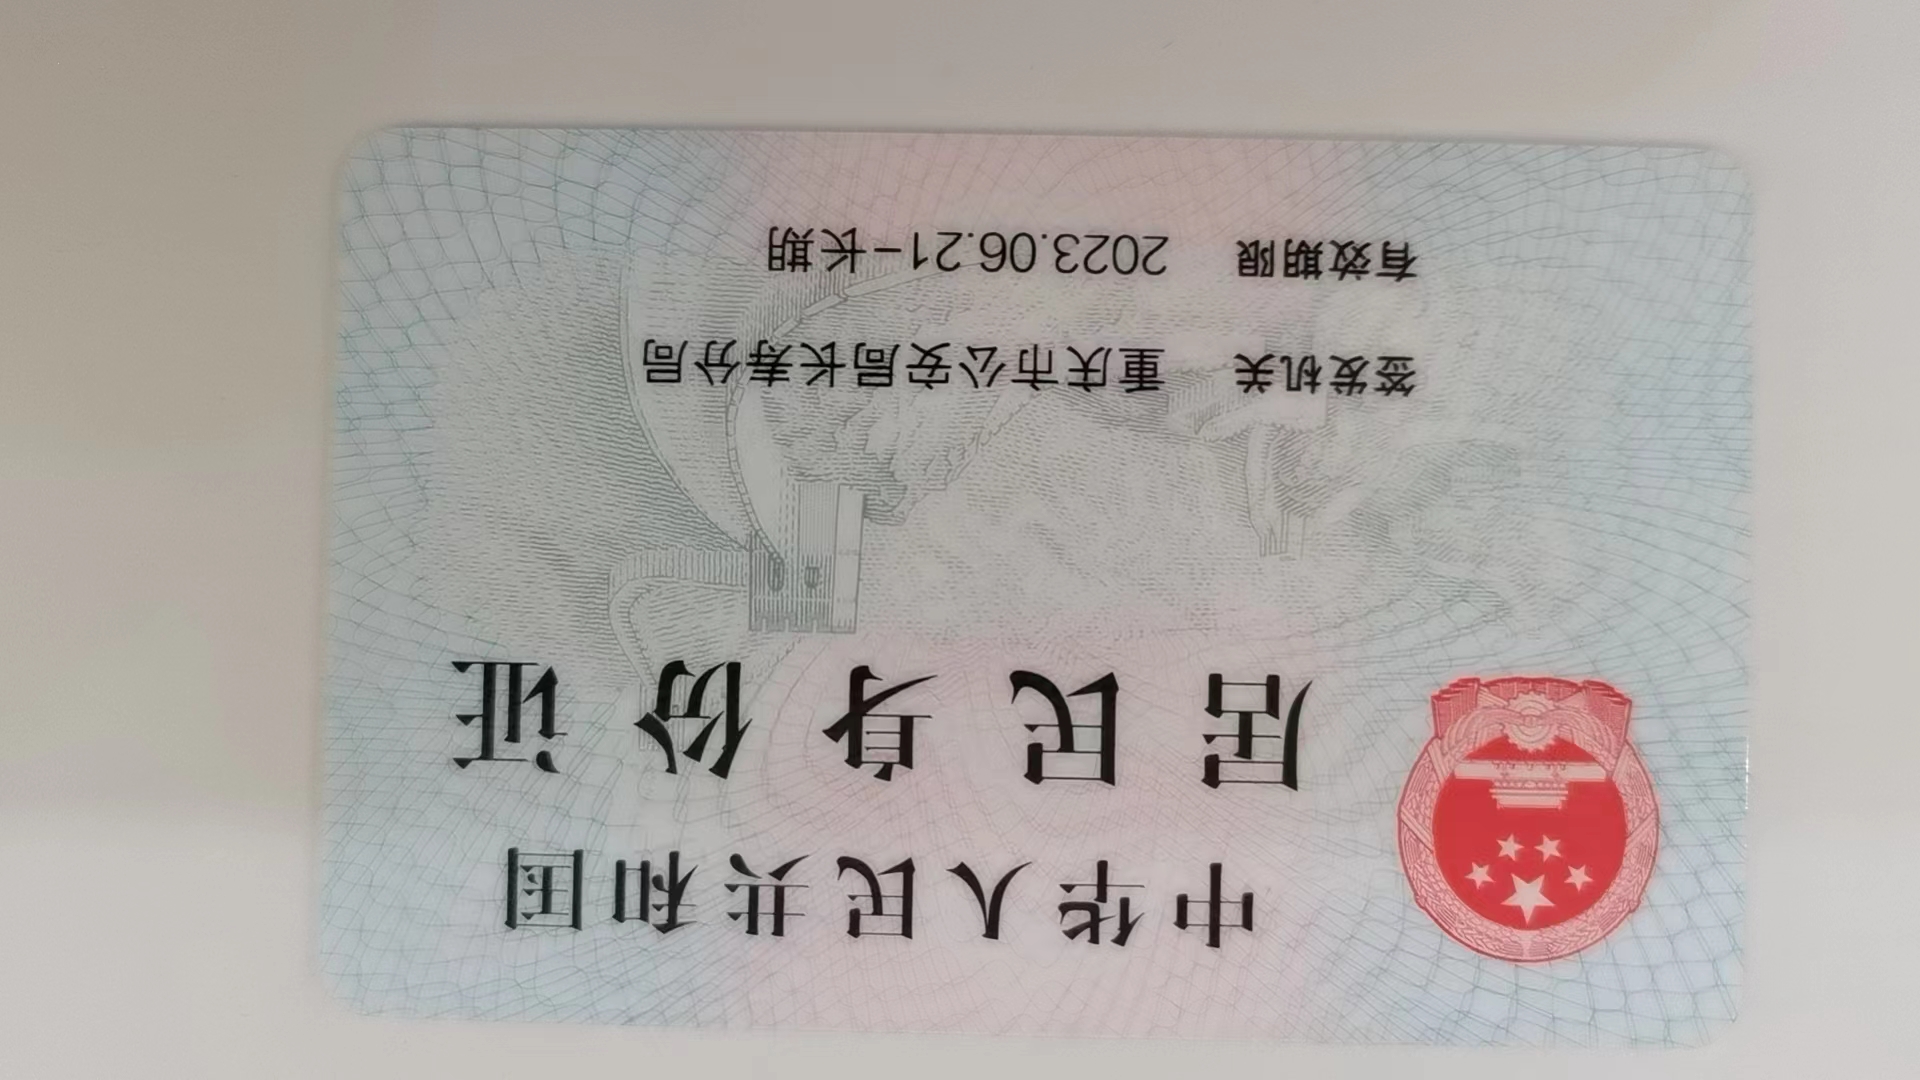 中华人民共和国
居民身份证
签发机关 重庆市公安局长寿分局
有效期限 2023.06.21-长期